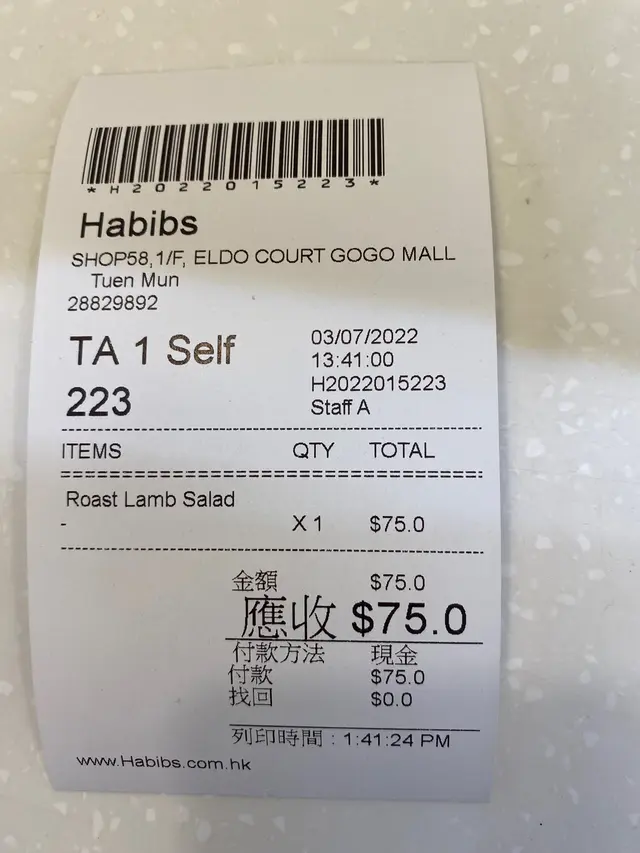 *H2022015223*
Habibs
SHOP58,1/F, ELDO COURT GOGO MALL
Tuen Mun
28829892
TA 1 Self
03/07/2022
13:41:00
223
H2022015223
Staff A
ITEMS QTY TOTAL
Roast Lamb Salad
- X 1 $75.0
金額 $75.0
應收 $75.0
付款方法 現金
付款 $75.0
找回 $0.0
列印時間 : 1:41:24 PM
www.Habibs.com.hk